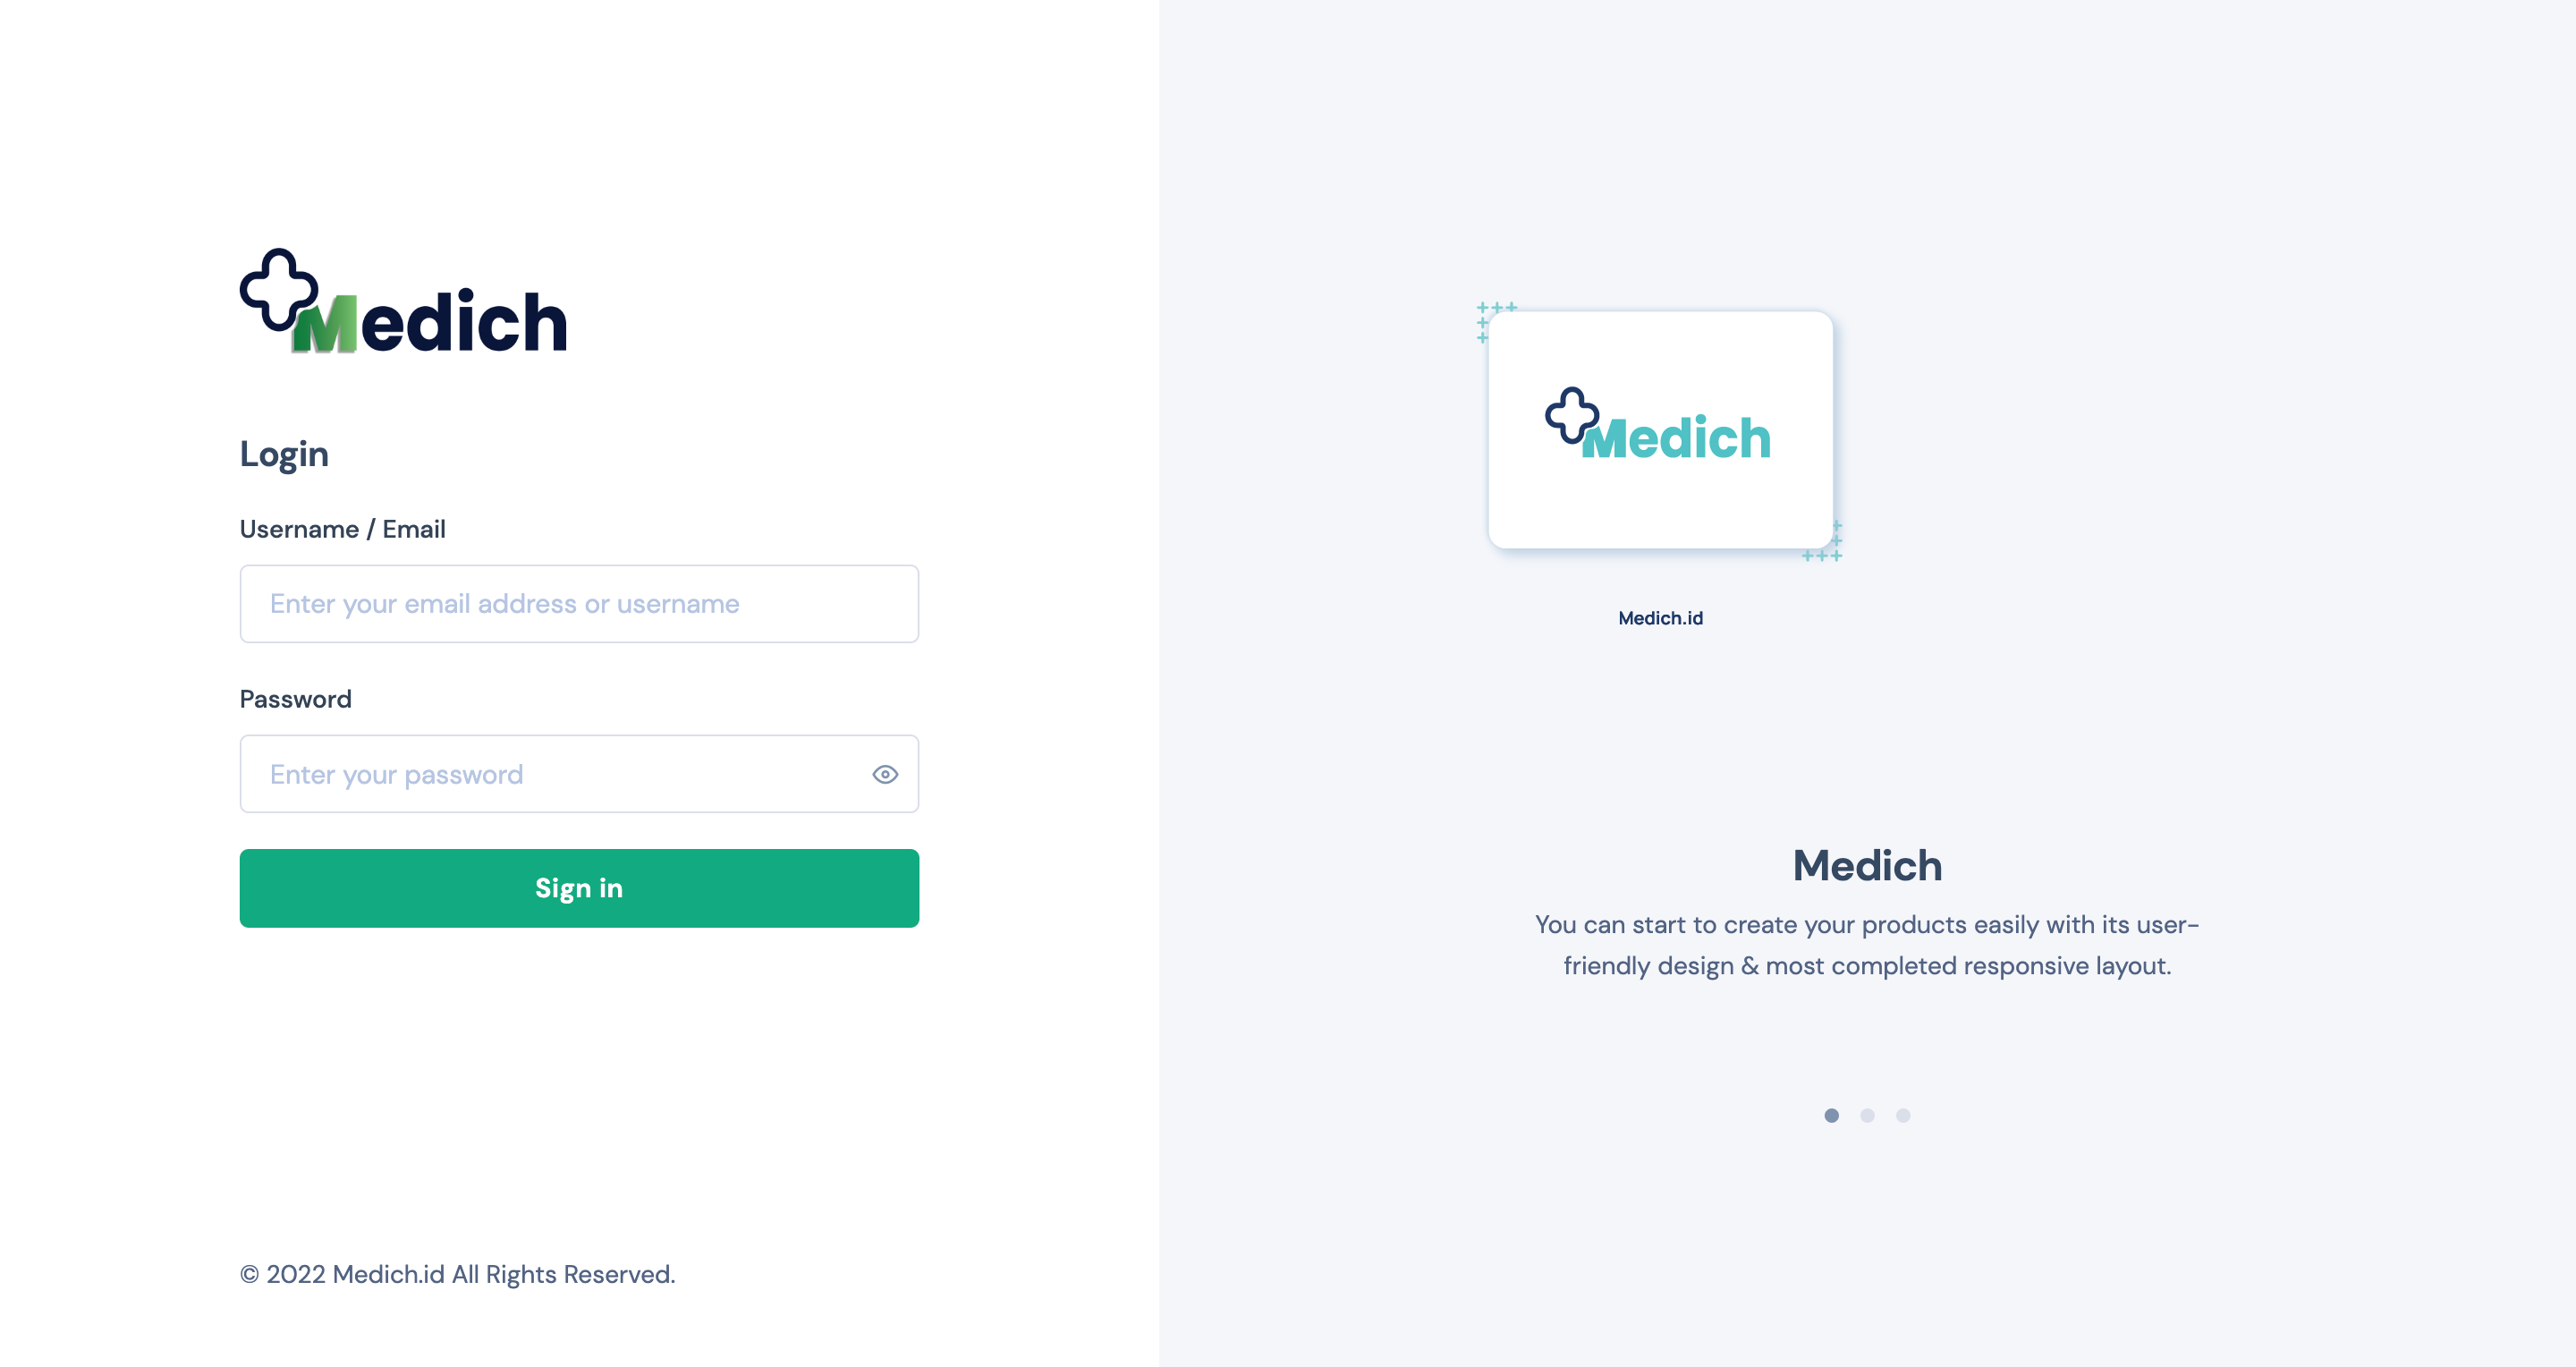 Medich
Login
Username / Email
Enter your email address or username
Password
Enter your password
Sign in
© 2022 Medich.id All Rights Reserved.
Medich
Medich.id
Medich
You can start to create your products easily with its user-
friendly design & most completed responsive layout.